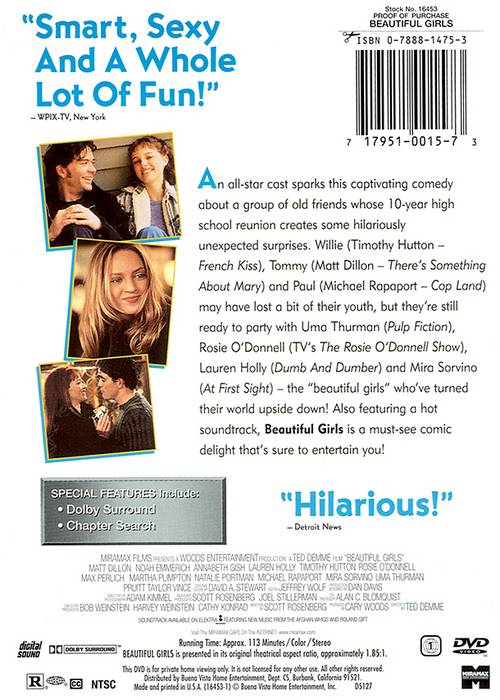 Stock No. 16453
PROOF OF PURCHASE
BEAUTIFUL GIRLS
ISBN 0-7888-1475-3
7 17951-0015-7 3
“Smart, Sexy
And A Whole
Lot Of Fun!”
– WPIX-TV, New York
An all-star cast sparks this captivating comedy
about a group of old friends whose 10-year high
school reunion creates some hilariously
unexpected surprises. Willie (Timothy Hutton –
French Kiss), Tommy (Matt Dillon – There's Something
About Mary) and Paul (Michael Rapaport – Cop Land)
may have lost a bit of their youth, but they're still
ready to party with Uma Thurman (Pulp Fiction),
Rosie O'Donnell (TV's The Rosie O'Donnell Show),
Lauren Holly (Dumb And Dumber) and Mira Sorvino
(At First Sight) – the "beautiful girls" who've turned
their world upside down! Also featuring a hot
soundtrack, Beautiful Girls is a must-see comic
delight that's sure to entertain you!
SPECIAL FEATURES Include:
• Dolby Surround
• Chapter Search
“Hilarious!”
– Detroit News
MIRAMAX FILMS PRESENTS A WOODS ENTERTAINMENT PRODUCTION A TED DEMME FILM "BEAUTIFUL GIRLS"
MATT DILLON NOAH EMMERICH ANNABETH GISH LAUREN HOLLY TIMOTHY HUTTON ROSIE O'DONNELL
MAX PERLICH MARTHA PLIMPTON NATALIE PORTMAN MICHAEL RAPAPORT MIRA SORVINO UMA THURMAN
PRUITT TAYLOR VINCE DAVID A. STEWART JEFFREY WOLF DAN DAVIS
ADAM KIMMEL SCOTT ROSENBERG JOEL STILLERMAN ALAN C. BLOMQUIST
BOB WEINSTEIN HARVEY WEINSTEIN CATHY KONRAD SCOTT ROSENBERG CARY WOODS TED DEMME
SOUNDTRACK AVAILABLE ON ELEKTRA FEATURING NEW MUSIC FROM THE AFGHAN WHIGS AND ROLAND GIFT
Visit The MIRAMAX CAFE On The INTERNET: www.miramax.com
digital
SOUND
DOLBY SURROUND
Running Time: Approx. 113 Minutes / Color / Stereo
BEAUTIFUL GIRLS is presented in its original theatrical aspect ratio, approximately 1.85:1.
1
DVD
VIDEO
R
CC
NTSC
This DVD is for private home viewing only. It is not licensed for any other use. All other rights reserved.
Distributed by Buena Vista Home Entertainment, Dept. CS, Burbank, California 91521.
Made and printed in U.S.A. (16453-1) © Buena Vista Home Entertainment, Inc. D5127
MIRAMAX